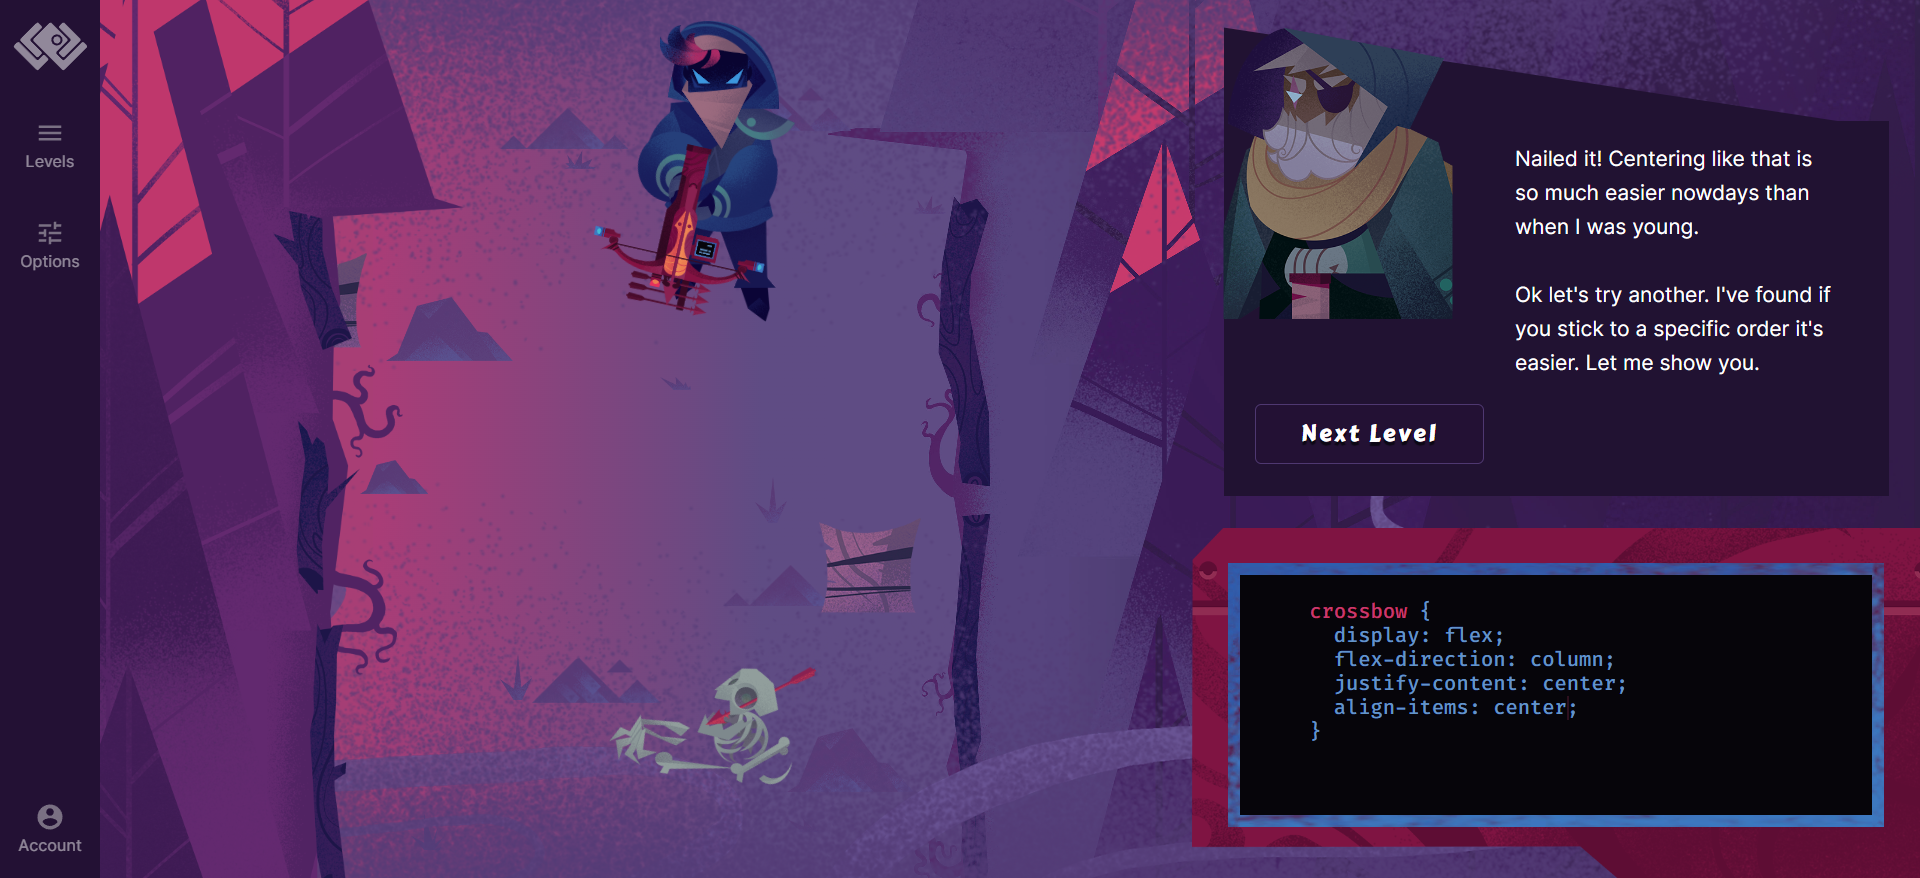 Levels
Options
Account
Nailed it! Centering like that is
so much easier nowdays than
when I was young.
Ok let's try another. I've found if
you stick to a specific order it's
easier. Let me show you.
Next Level
crossbow {
display: flex;
flex-direction: column;
justify-content: center;
align-items: center;
}